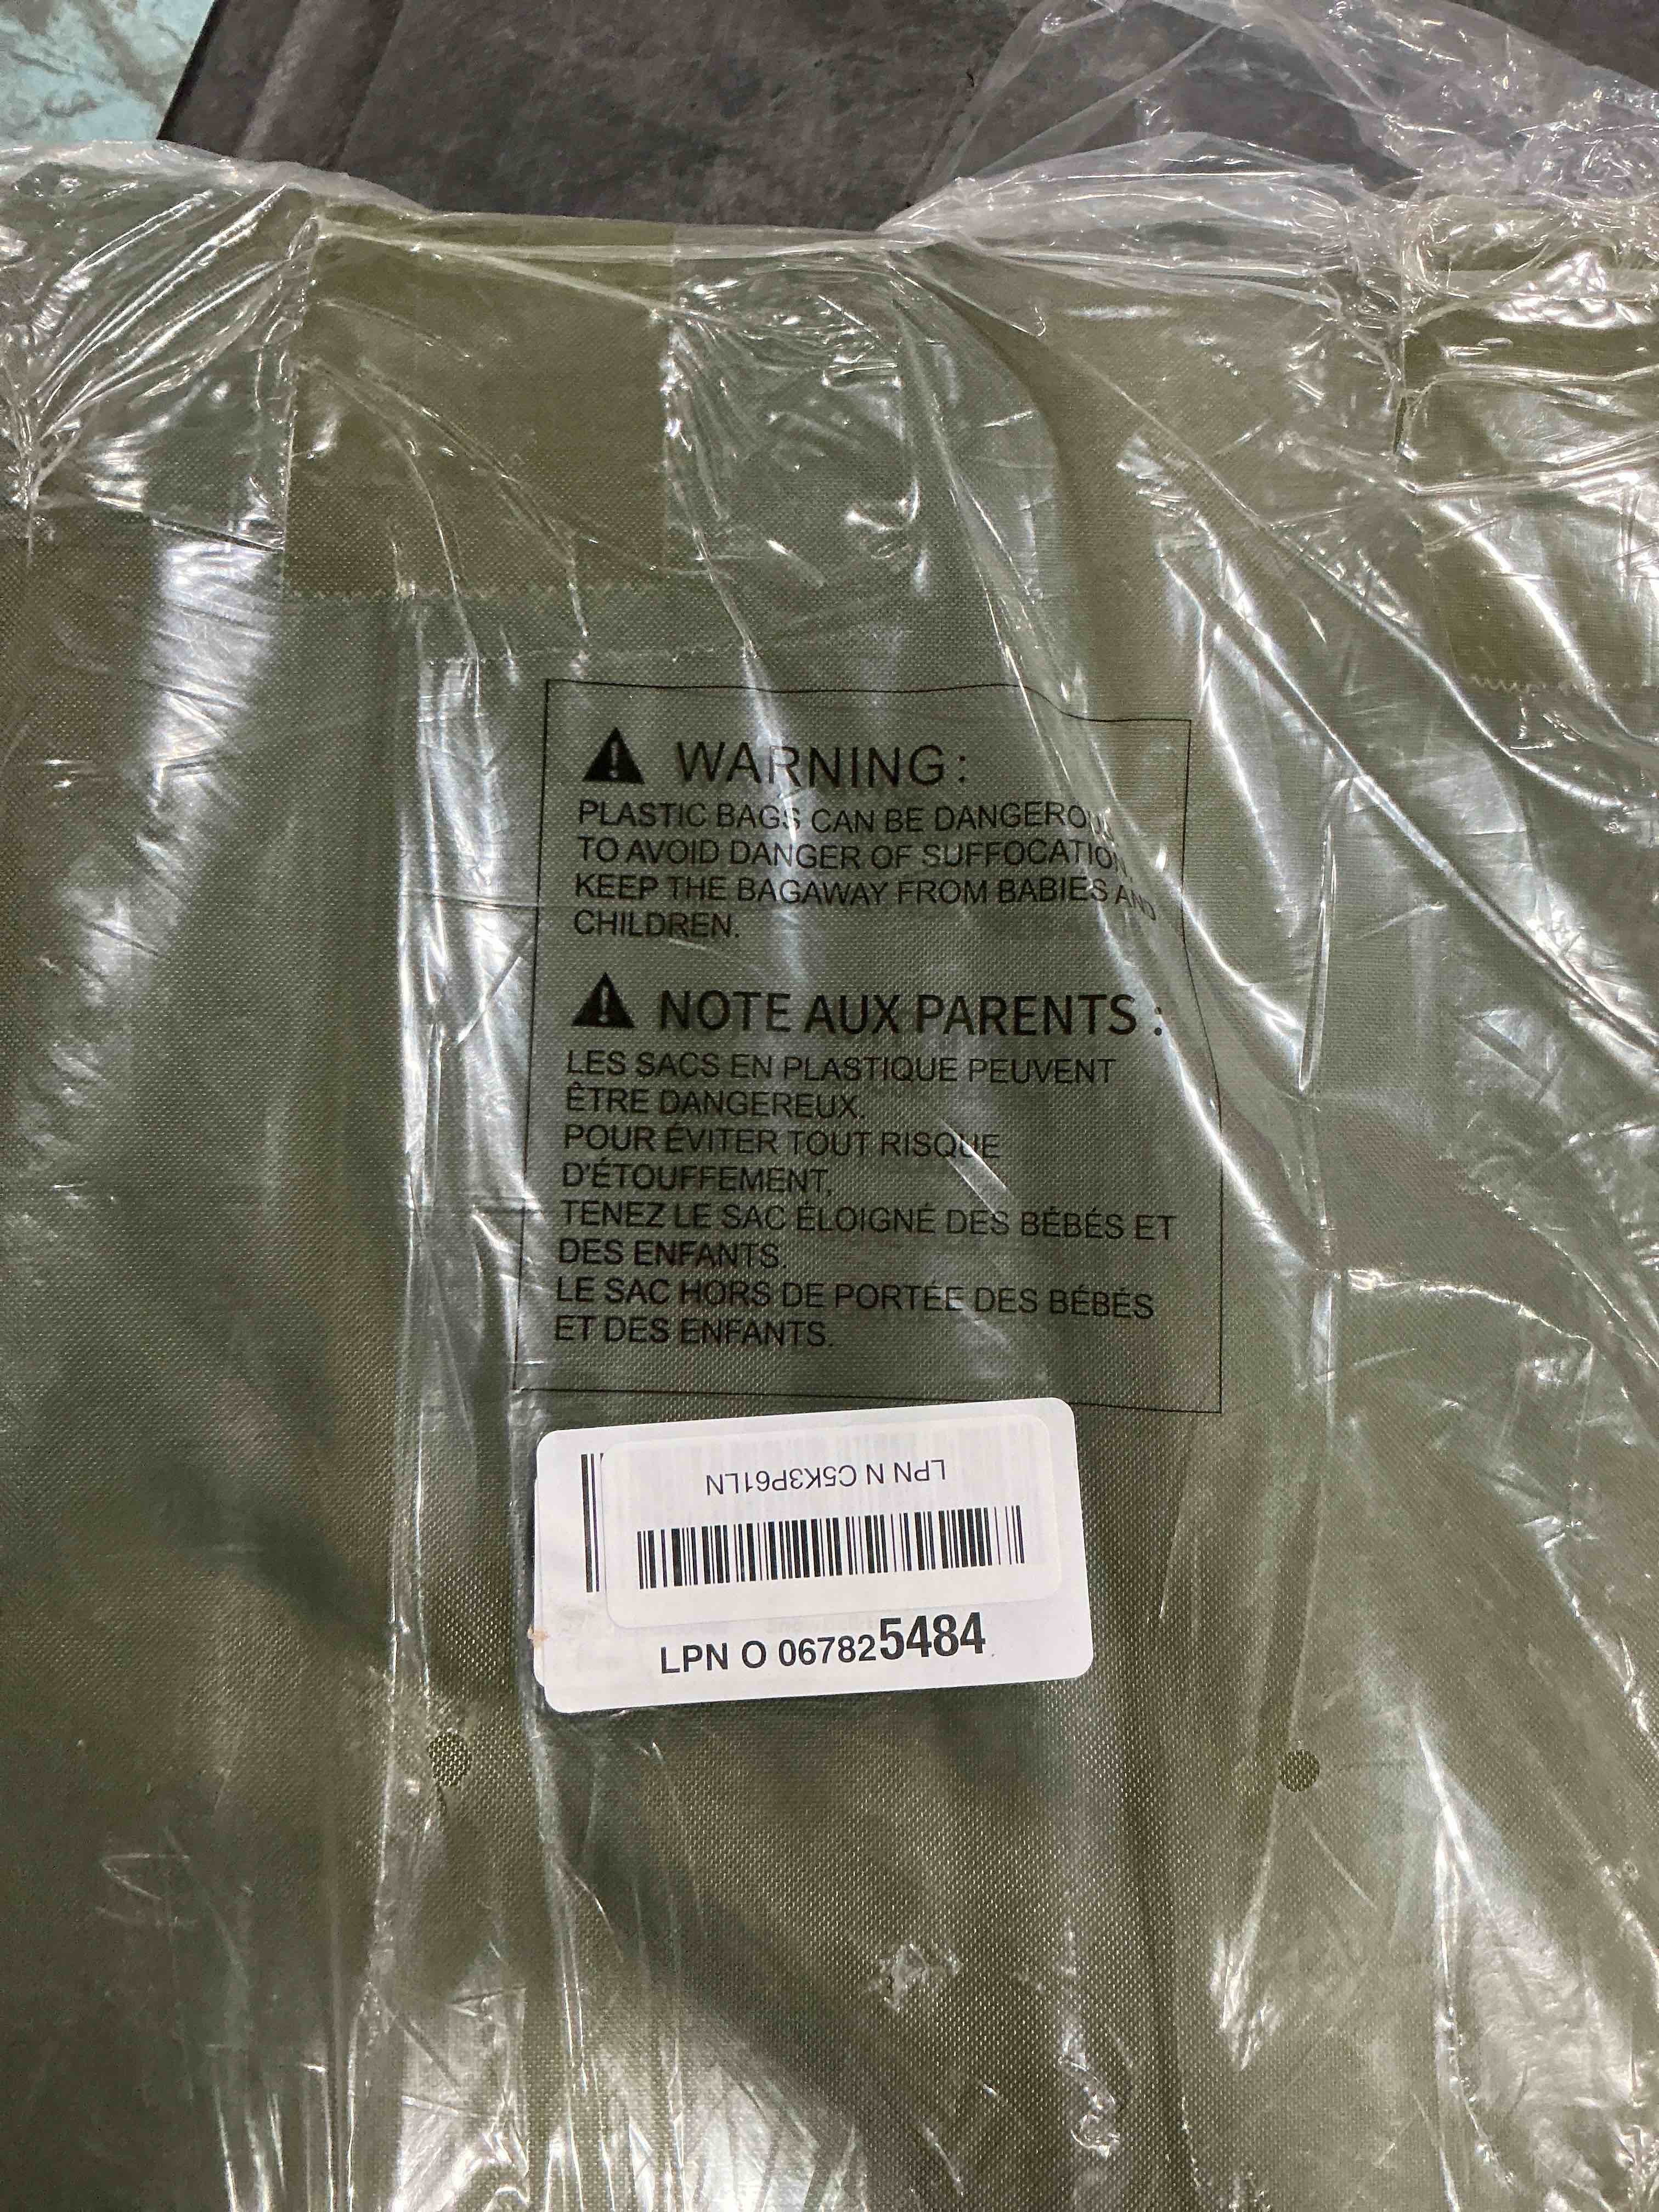 WARNING:
PLASTIC BAGS CAN BE DANGEROU
TO AVOID DANGER OF SUFFOCATION,
KEEP THE BAGAWAY FROM BABIES AND
CHILDREN.
NOTE AUX PARENTS :
LES SACS EN PLASTIQUE PEUVENT
ÊTRE DANGEREUX.
POUR ÉVITER TOUT RISQUE
D'ÉTOUFFEMENT,
TENEZ LE SAC ÉLOIGNÉ DES BÉBÉS ET
DES ENFANTS.
LE SAC HORS DE PORTÉE DES BÉBÉS
ET DES ENFANTS.
LPN N C5K3P61LN
LPN O 067825484